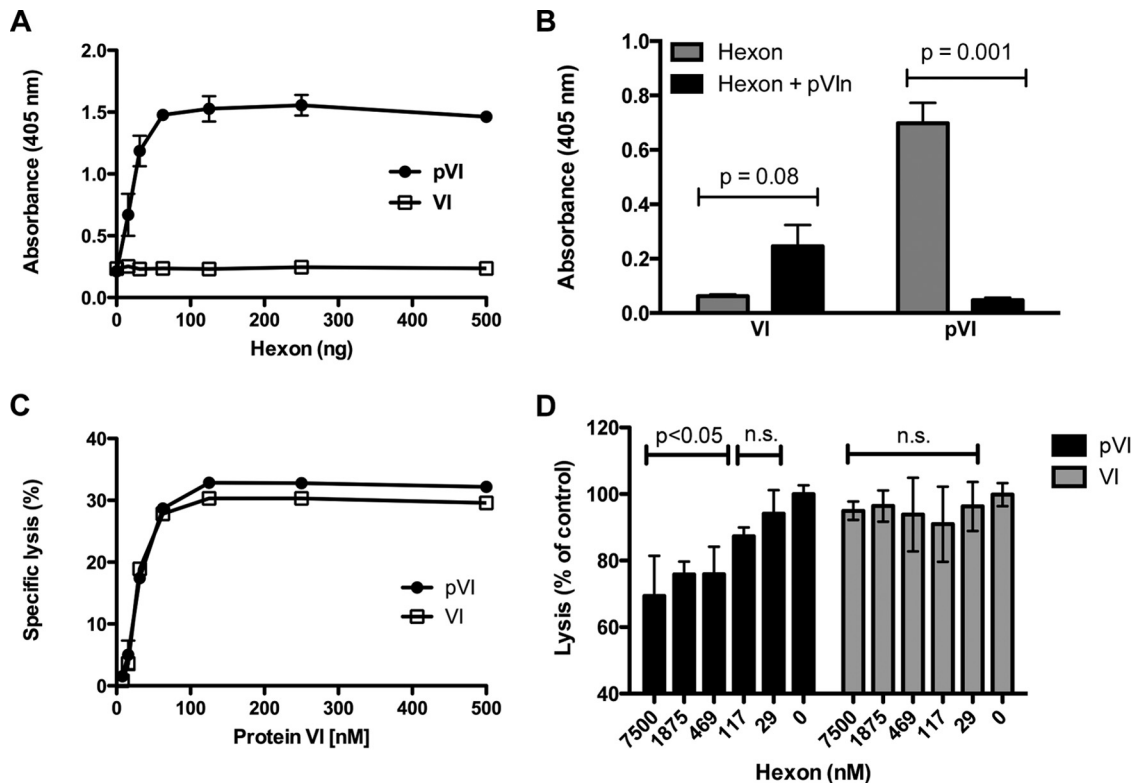 A
Absorbance (405 nm)
2.0
1.5
1.0
0.5
0.0
0 100 200 300 400 500
Hexon (ng)
pVI
VI
B
Absorbance (405 nm)
1.0
0.8
0.6
0.4
0.2
0.0
Hexon
Hexon + pVIn
p = 0.001
p = 0.08
VI pVI
C
Specific lysis (%)
40
30
20
10
0
0 100 200 300 400 500
Protein VI [nM]
pVI
VI
D
Lysis (% of control)
120
100
80
60
40
p<0.05 n.s. n.s.
pVI
VI
7500 1875 469 117 29 0 7500 1875 469 117 29 0
Hexon (nM)